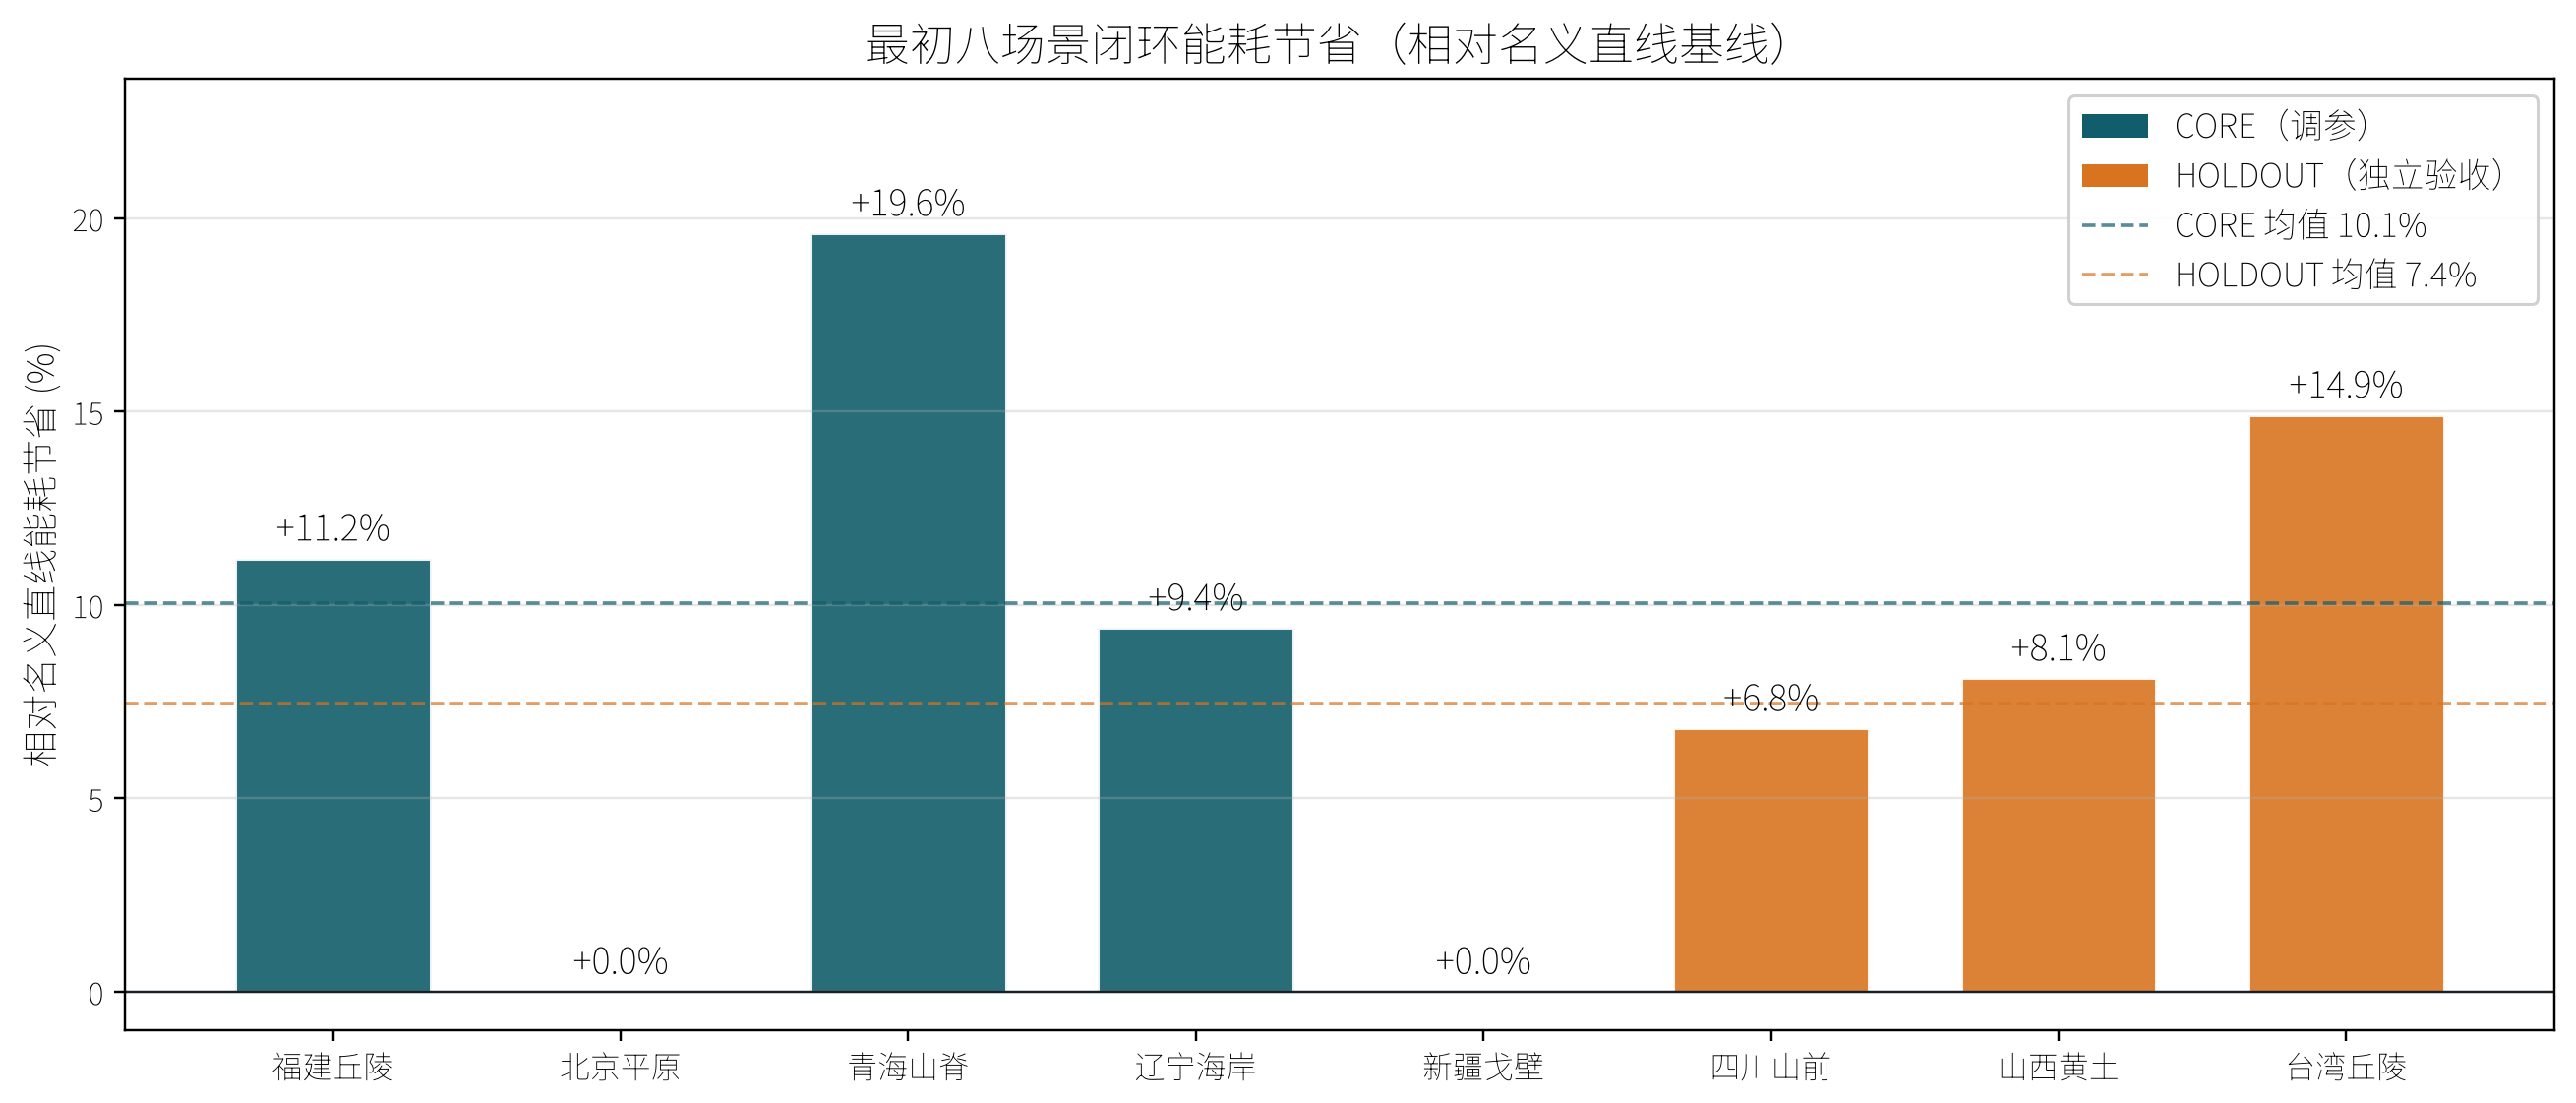 最初八场景闭环能耗节省（相对名义直线基线）
CORE（调参）
HOLDOUT（独立验收）
CORE 均值 10.1%
HOLDOUT 均值 7.4%
相对名义直线能耗节省 (%)
20
15
10
5
0
+11.2%
+0.0%
+19.6%
+9.4%
+0.0%
+6.8%
+8.1%
+14.9%
福建丘陵
北京平原
青海山脊
辽宁海岸
新疆戈壁
四川山前
山西黄土
台湾丘陵